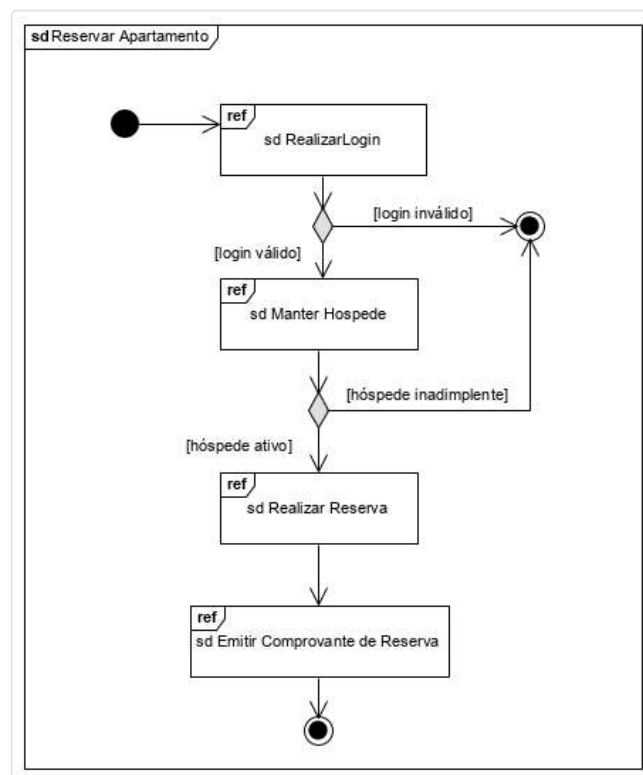 sd Reservar Apartamento
ref
sd RealizarLogin
[login inválido]
[login válido]
ref
sd Manter Hospede
[hóspede inadimplente]
[hóspede ativo]
ref
sd Realizar Reserva
ref
sd Emitir Comprovante de Reserva